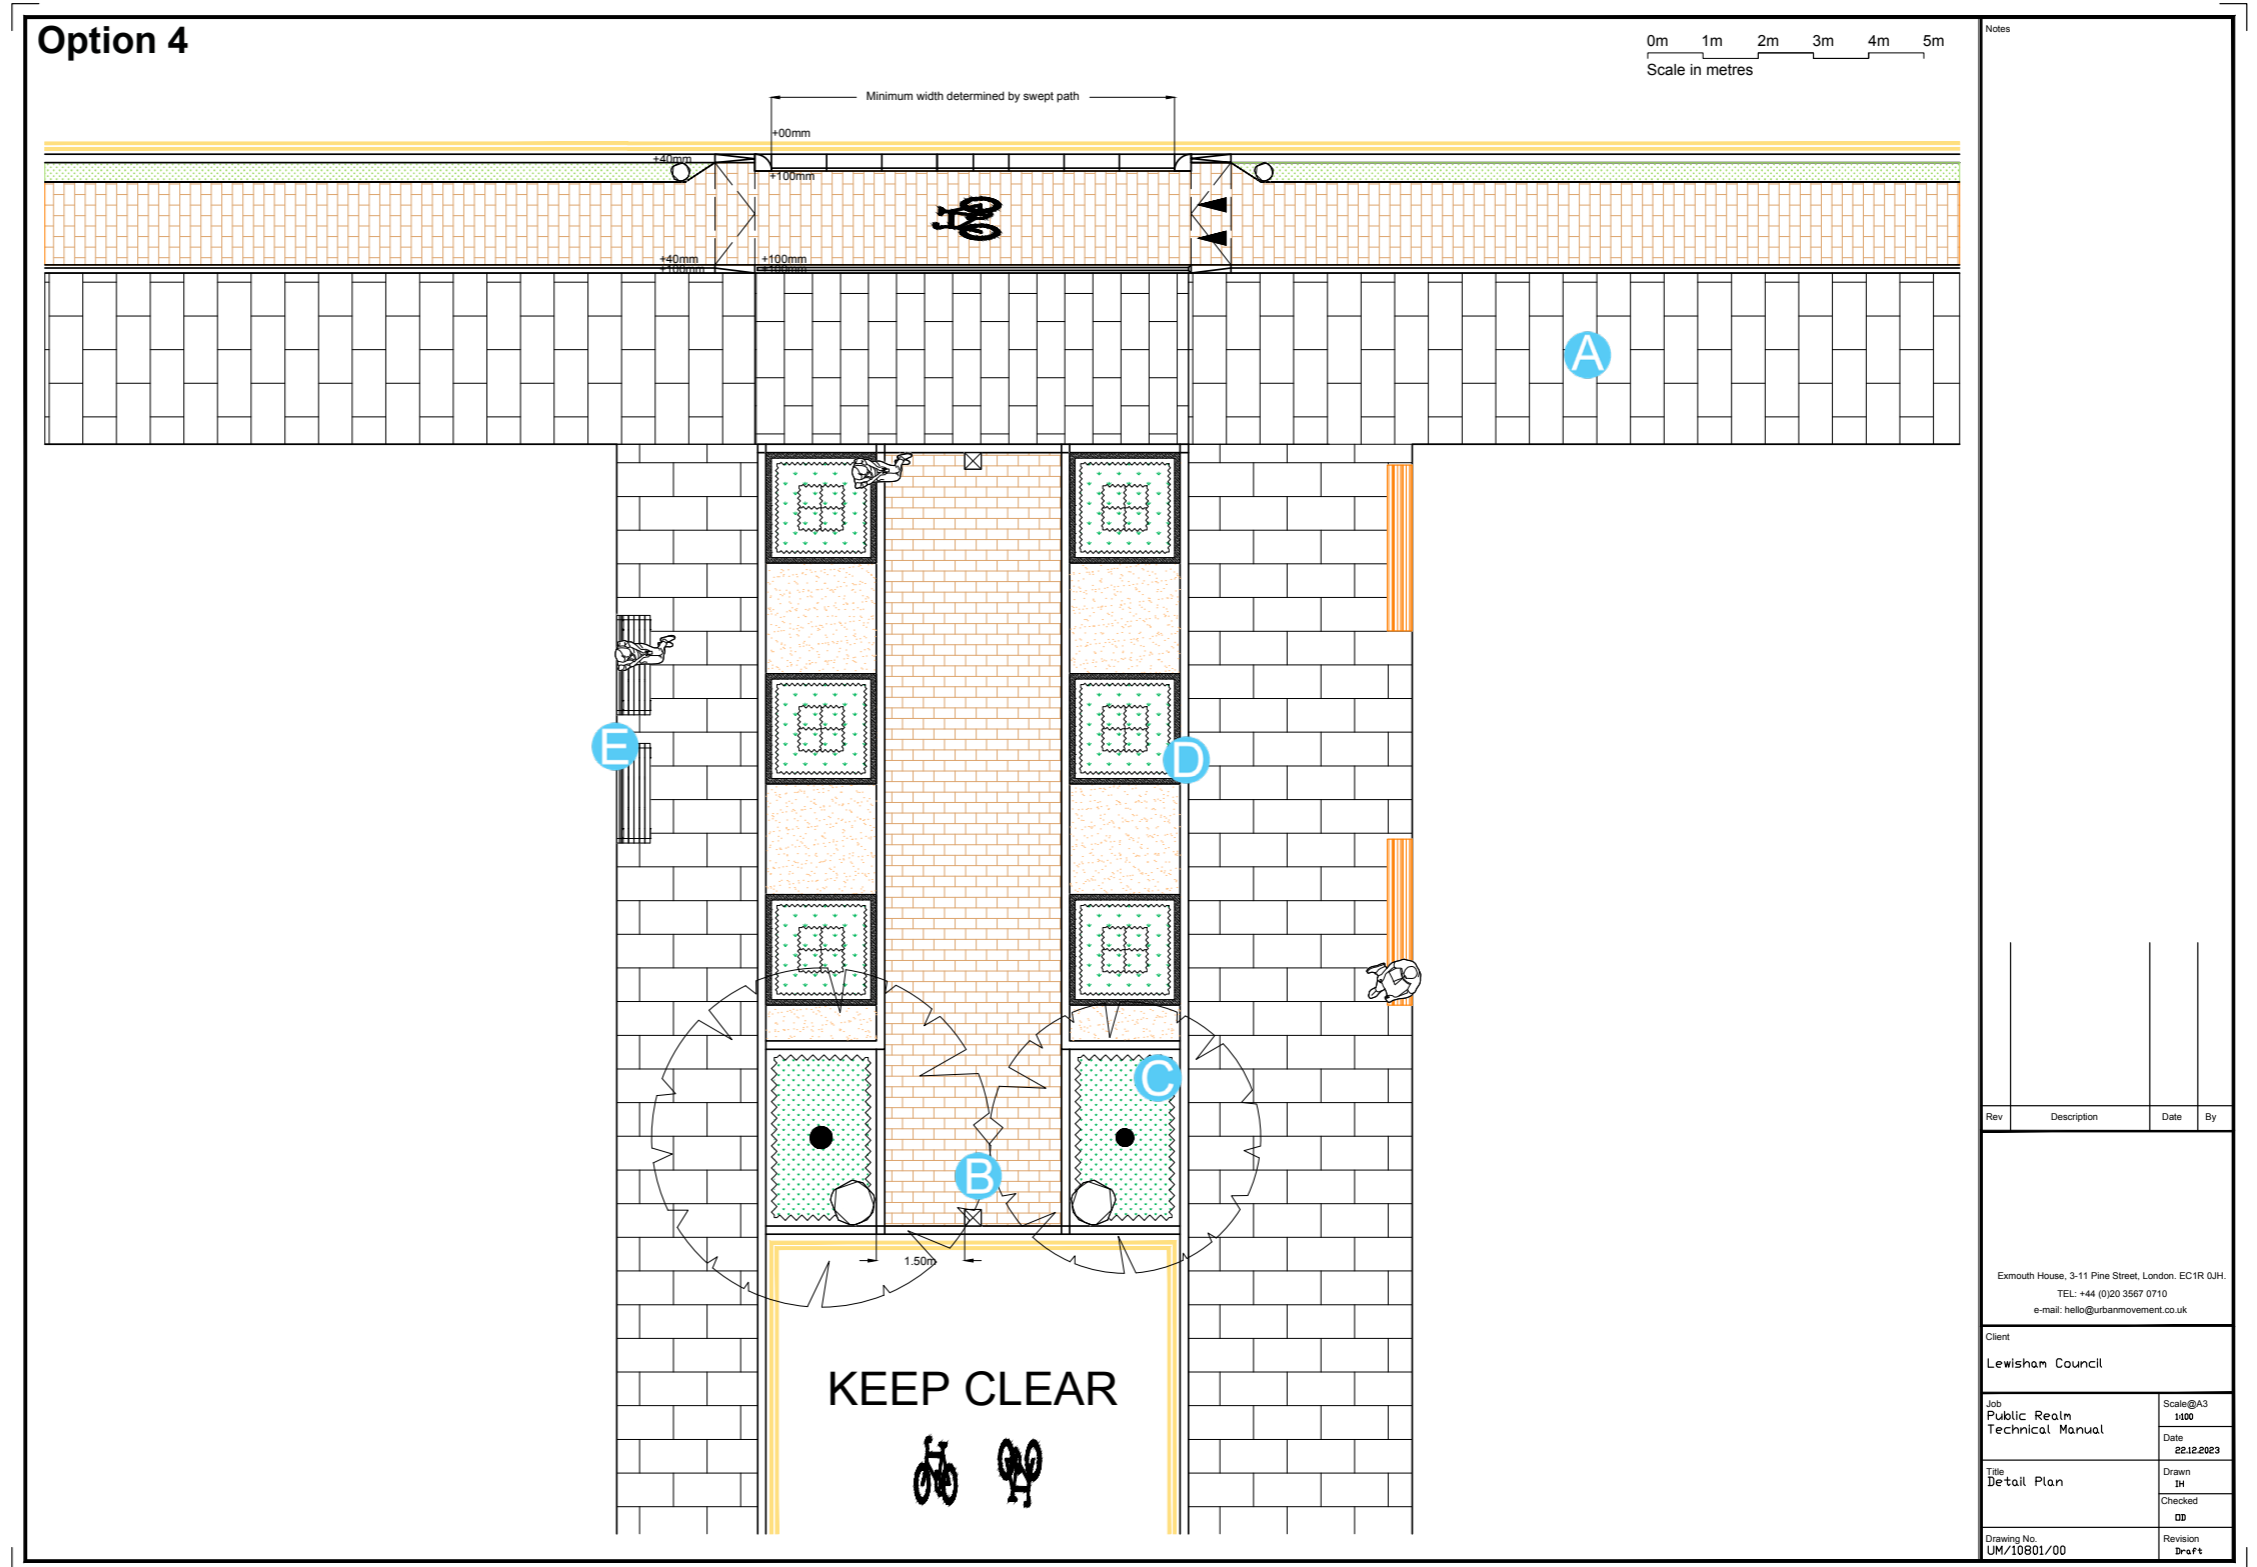 Option 4
0m 1m 2m 3m 4m 5m
Scale in metres
Notes
Minimum width determined by swept path
+00mm
+40mm
+100mm
+40mm +100mm
+100mm +100mm
A
E
D
C
B
1.50m
KEEP CLEAR
Rev Description Date By
Exmouth House, 3-11 Pine Street, London. EC1R 0JH.
TEL: +44 (0)20 3567 0710
e-mail: hello@urbanmovement.co.uk
Client
Lewisham Council
Job
Public Realm
Technical Manual
Scale@A3
1:100
Date
22.12.2023
Title
Detail Plan
Drawn
IH
Checked
OD
Drawing No.
UM/10801/00
Revision
Draft